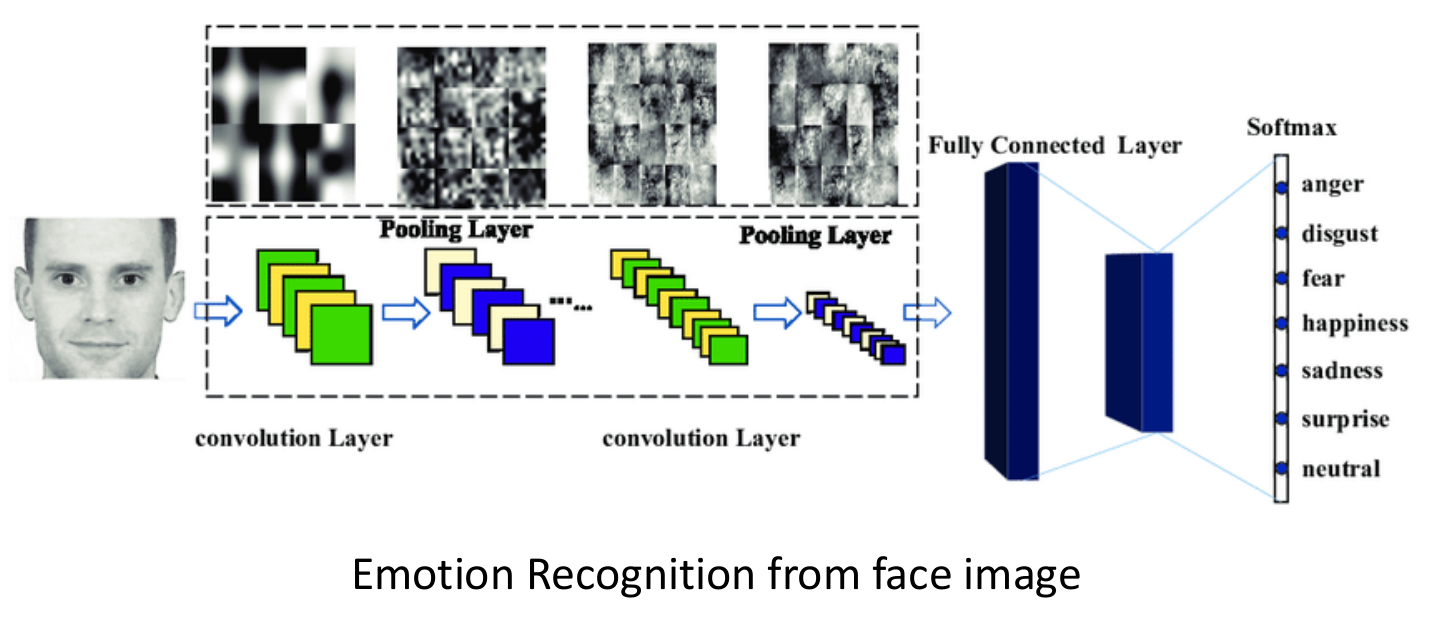 Pooling Layer
Pooling Layer
convolution Layer
convolution Layer
Fully Connected Layer
Softmax
anger
disgust
fear
happiness
sadness
surprise
neutral
Emotion Recognition from face image